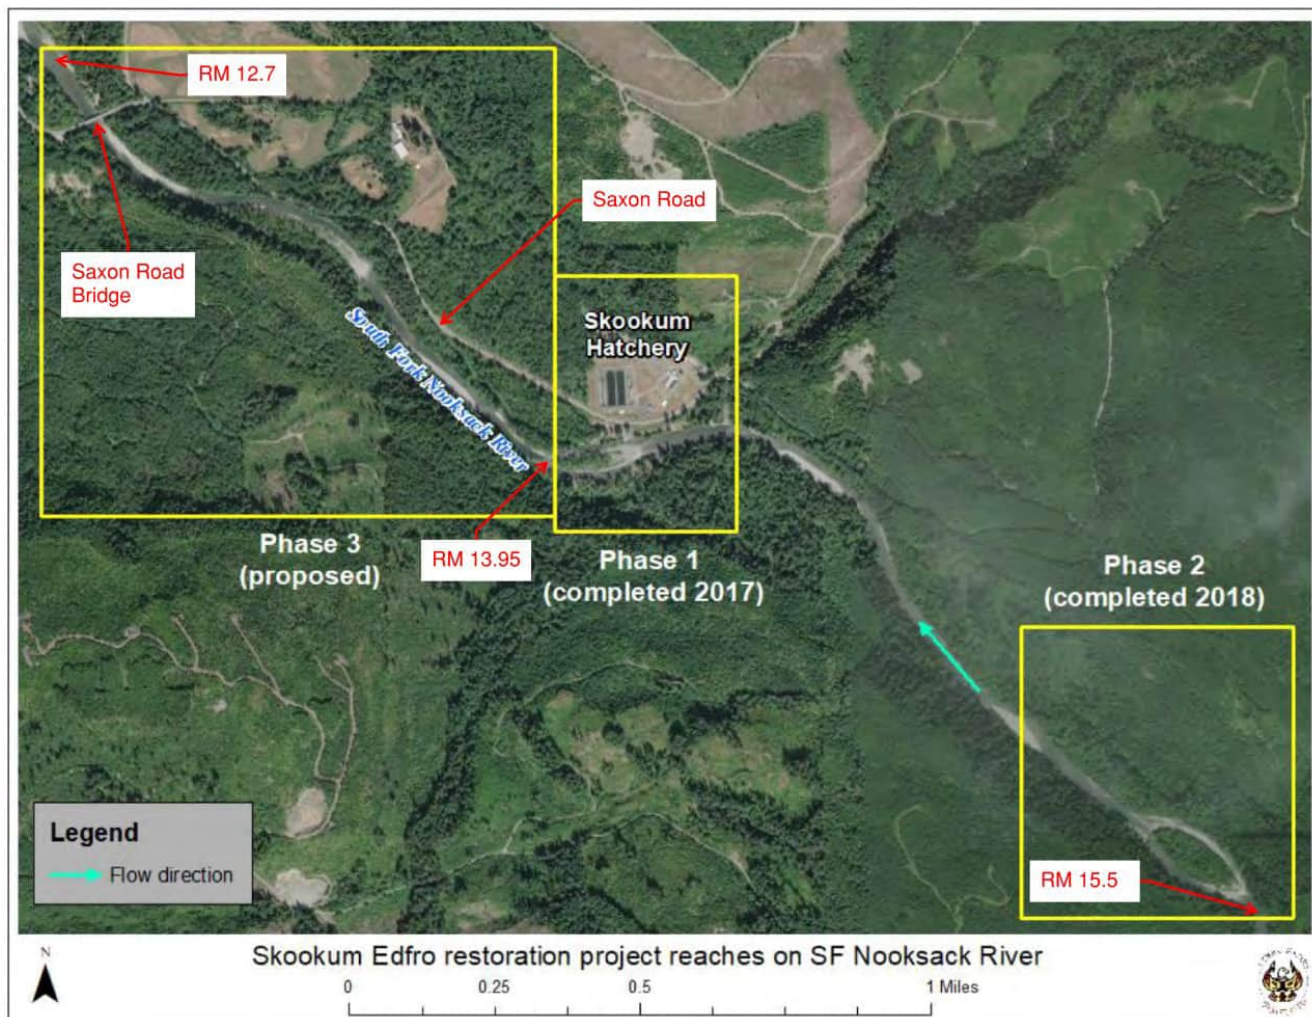 RM 12.7
Saxon Road
Saxon Road
Bridge
Skookum
Hatchery
South Fork Nooksack River
Phase 3
(proposed)
RM 13.95
Phase 1
(completed 2017)
Phase 2
(completed 2018)
RM 15.5
Legend
Flow direction
N
Skookum Edfro restoration project reaches on SF Nooksack River
0
0.25
0.5
1 Miles